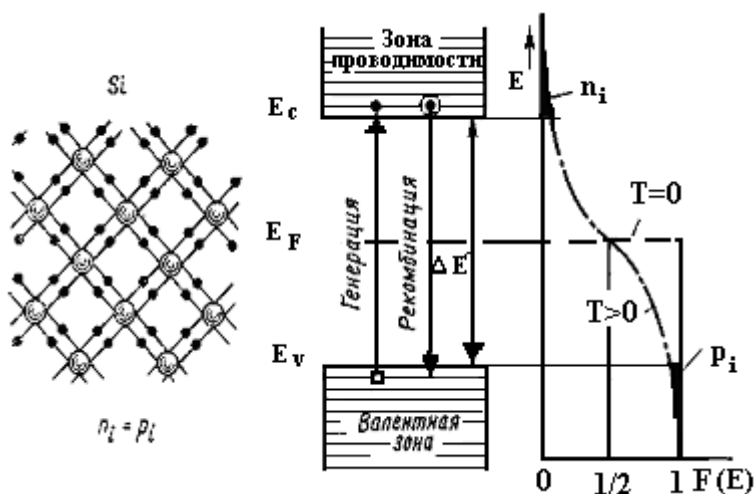 Si
n_i = p_i
Зона
проводимости
E_c
E_F
E_v
Генерация
Рекомбинация
ΔE
Валентная
зона
E
n_i
T=0
T>0
p_i
0 1/2 1 F(E)